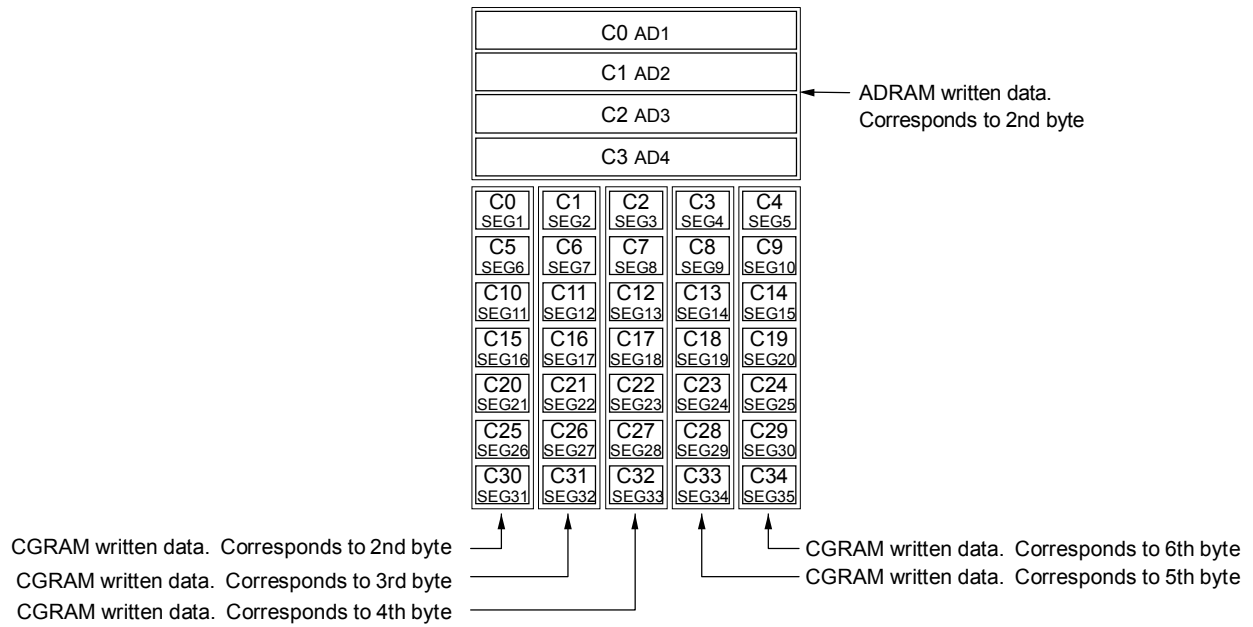 C0 AD1
C1 AD2
C2 AD3
C3 AD4
ADRAM written data.
Corresponds to 2nd byte
C0 C1 C2 C3 C4
SEG1 SEG2 SEG3 SEG4 SEG5
C5 C6 C7 C8 C9
SEG6 SEG7 SEG8 SEG9 SEG10
C10 C11 C12 C13 C14
SEG11 SEG12 SEG13 SEG14 SEG15
C15 C16 C17 C18 C19
SEG16 SEG17 SEG18 SEG19 SEG20
C20 C21 C22 C23 C24
SEG21 SEG22 SEG23 SEG24 SEG25
C25 C26 C27 C28 C29
SEG26 SEG27 SEG28 SEG29 SEG30
C30 C31 C32 C33 C34
SEG31 SEG32 SEG33 SEG34 SEG35
CGRAM written data. Corresponds to 2nd byte
CGRAM written data. Corresponds to 3rd byte
CGRAM written data. Corresponds to 4th byte
CGRAM written data. Corresponds to 6th byte
CGRAM written data. Corresponds to 5th byte